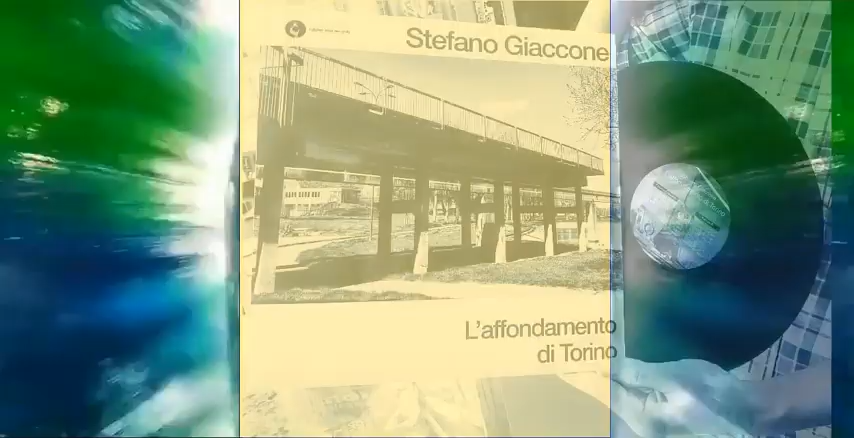 Stefano Giaccone
L'affondamento
di Torino